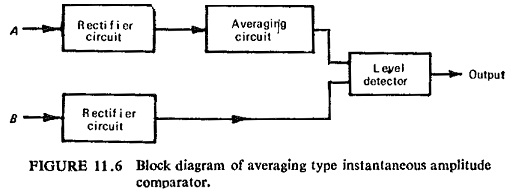 A
Rectifier
circuit
Averaging
circuit
Level
detector
Output
B
Rectifier
circuit
FIGURE 11.6 Block diagram of averaging type instantaneous amplitude
comparator.